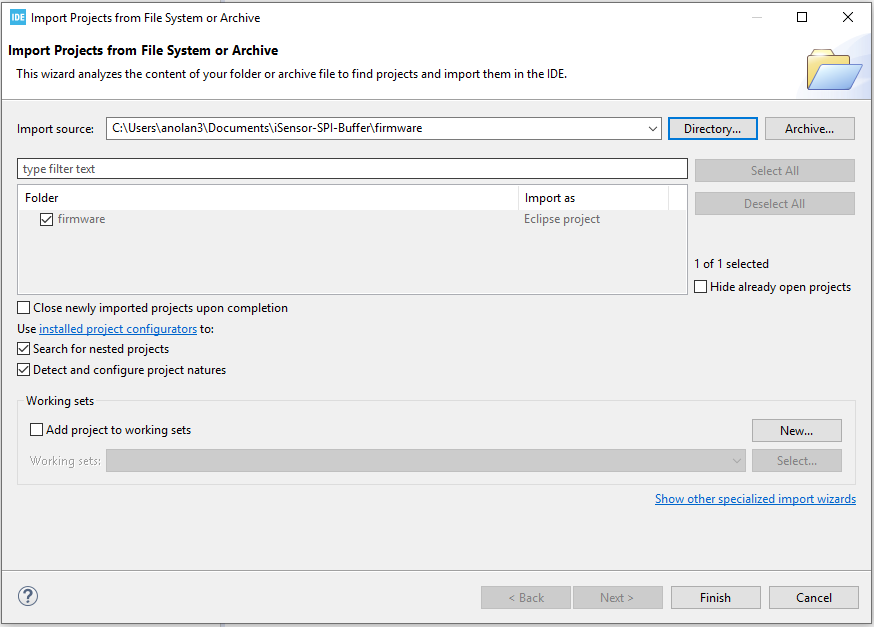 IDE Import Projects from File System or Archive
Import Projects from File System or Archive
This wizard analyzes the content of your folder or archive file to find projects and import them in the IDE.
Import source: C:\Users\anolan3\Documents\iSensor-SPI-Buffer\firmware Directory... Archive...
type filter text Select All
Folder Import as Deselect All
firmware Eclipse project
1 of 1 selected
Hide already open projects
Close newly imported projects upon completion
Use installed project configurators to:
Search for nested projects
Detect and configure project natures
Working sets
Add project to working sets New...
Working sets: Select...
Show other specialized import wizards
? < Back Next > Finish Cancel